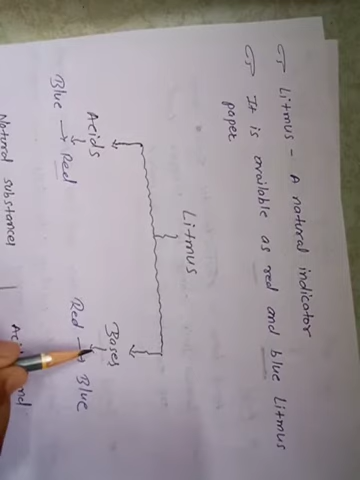 Litmus - A natural indicator
It is available as red and blue Litmus
paper
Litmus
Acids
Bases
Blue → Red
Red → Blue
Natural substances